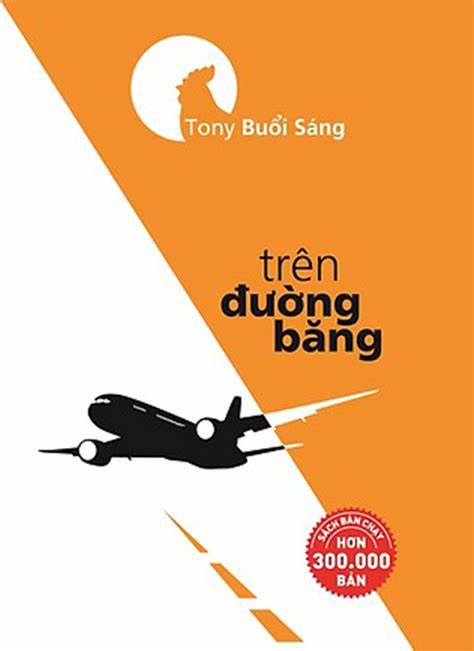 Tony Buổi Sáng
trên
đường
băng
SÁCH BÁN CHẠY
HƠN
300.000
BẢN